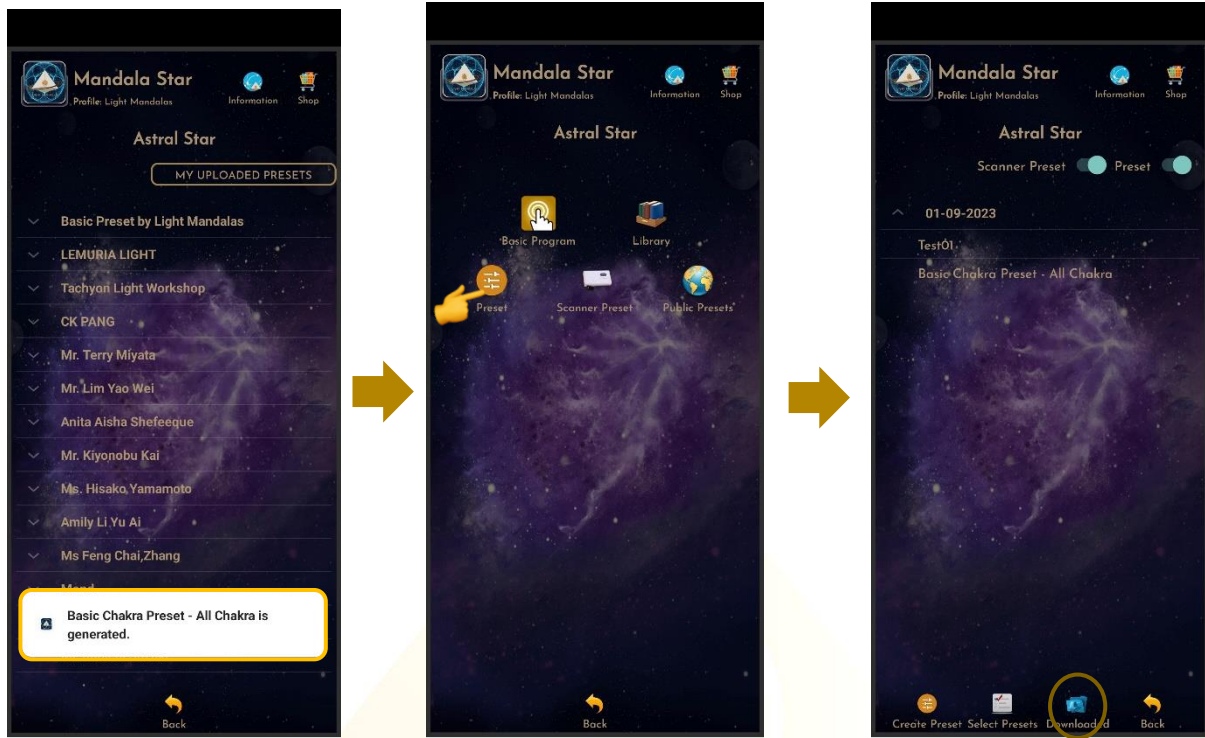 Mandala Star
Profile: Light Mandalas
Information
Shop
Astral Star
MY UPLOADED PRESETS
Basic Preset by Light Mandalas
LEMURIA LIGHT
Tachyon Light Workshop
CK PANG
Mr. Terry Miyata
Mr. Lim Yao Wei
Anita Aisha Shefeeque
Mr. Kiyonobu Kai
Ms. Hisako Yamamoto
Amily Li Yu Ai
Ms Feng Chai,Zhang
Basic Chakra Preset - All Chakra is
generated.
Back
Mandala Star
Profile: Light Mandalas
Information
Shop
Astral Star
Basic Program
Library
Preset
Scanner Preset
Public Presets
Back
Mandala Star
Profile: Light Mandalas
Information
Shop
Astral Star
Scanner Preset
Preset
01-09-2023
Test01
Basic Chakra Preset - All Chakra
Create Preset
Select Presets
Downloaded
Back